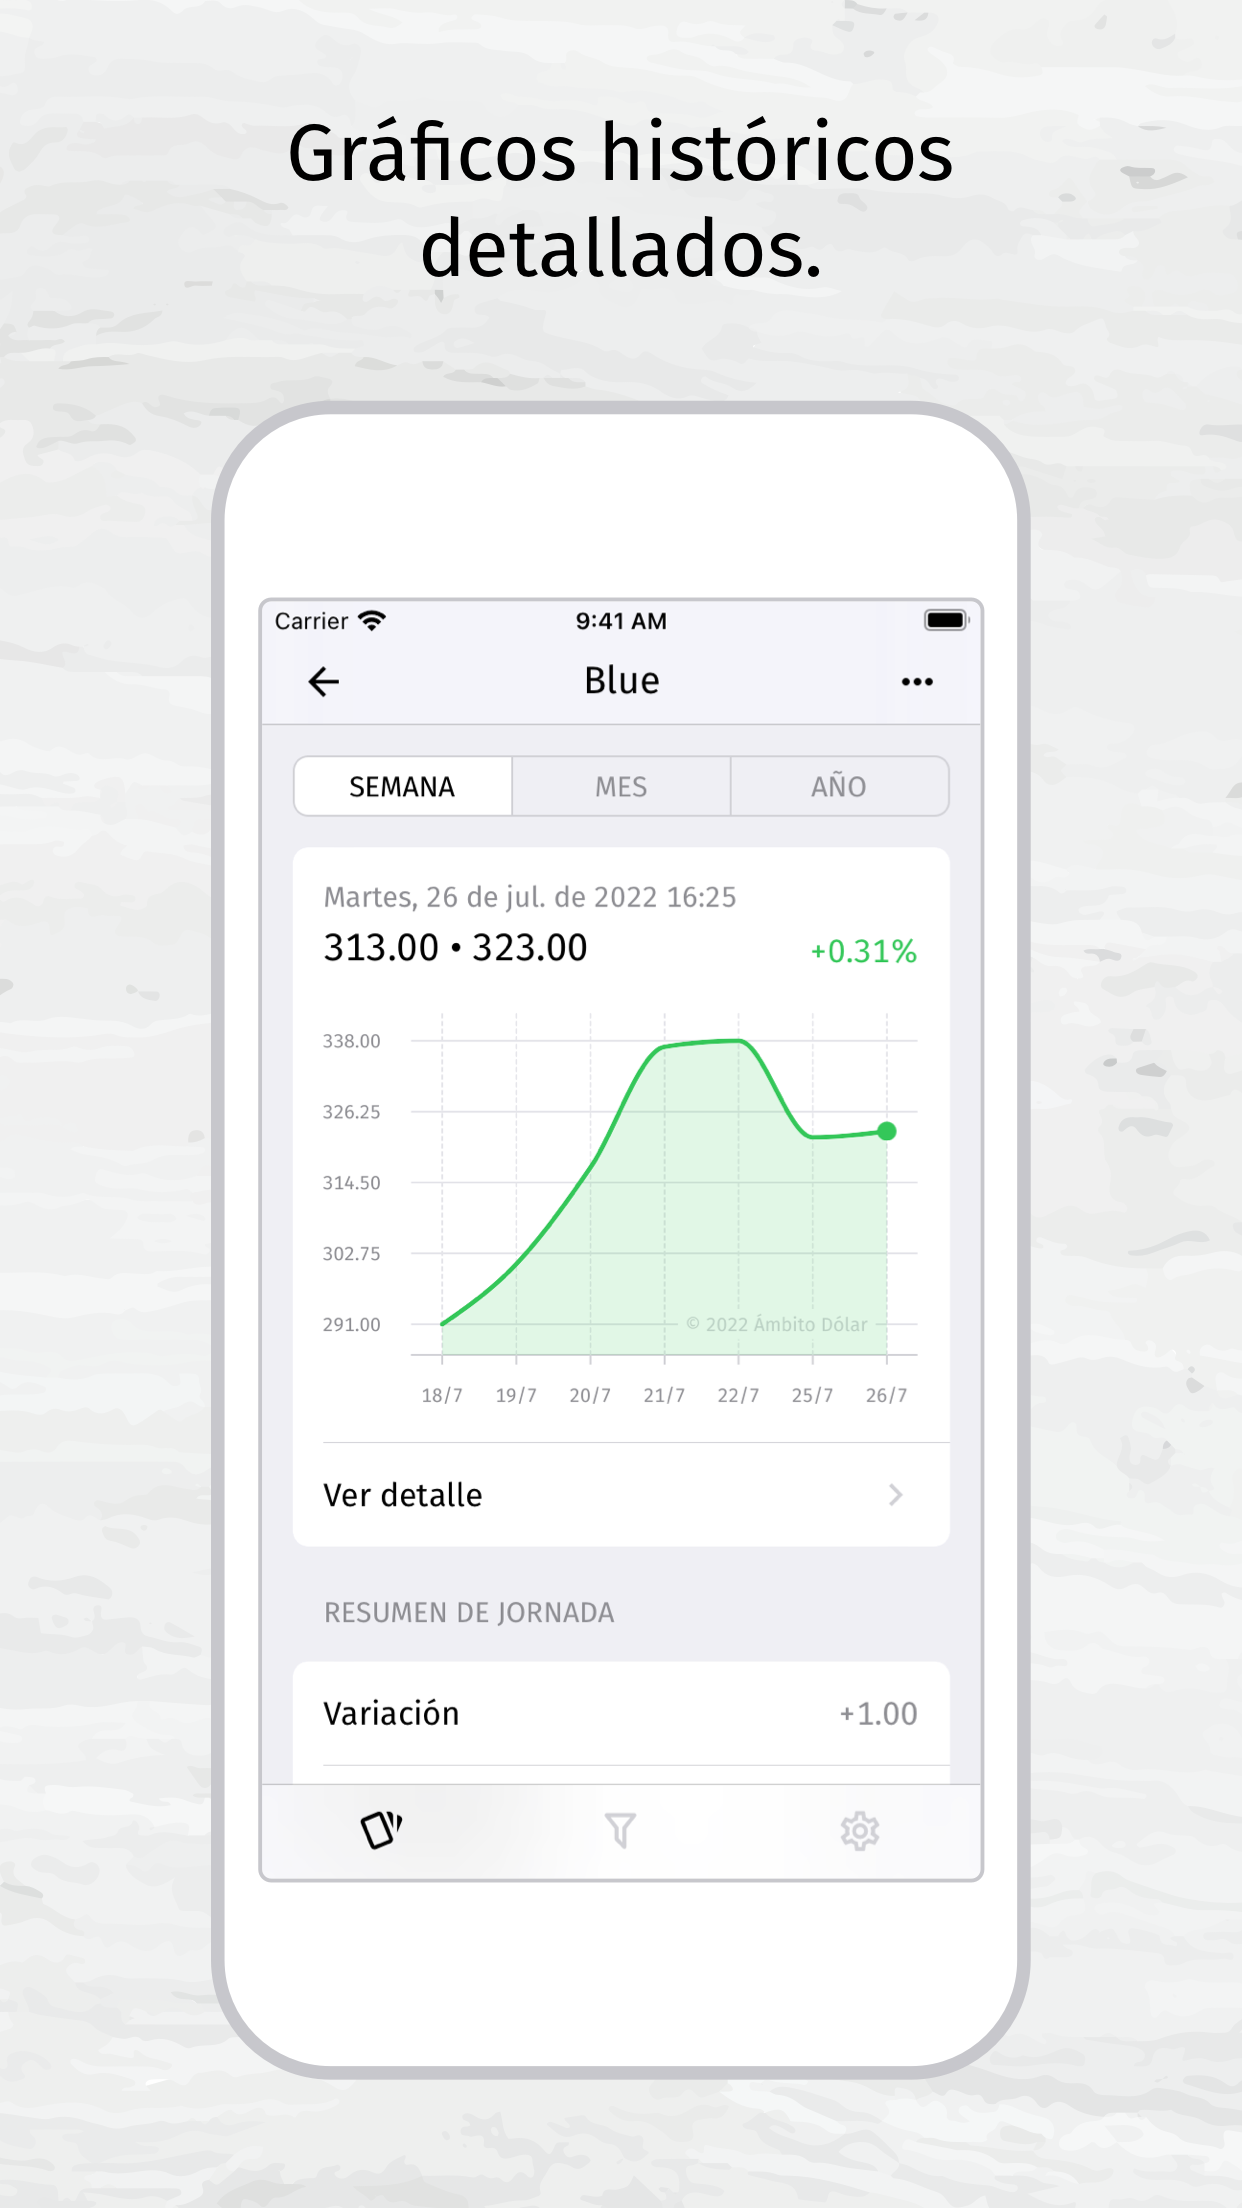 Gráficos históricos
detallados.
Carrier 9:41 AM
Blue
SEMANA MES AÑO
Martes, 26 de jul. de 2022 16:25
313.00 • 323.00 +0.31%
338.00
326.25
314.50
302.75
291.00
© 2022 Ámbito Dólar
18/7 19/7 20/7 21/7 22/7 25/7 26/7
Ver detalle
RESUMEN DE JORNADA
Variación +1.00